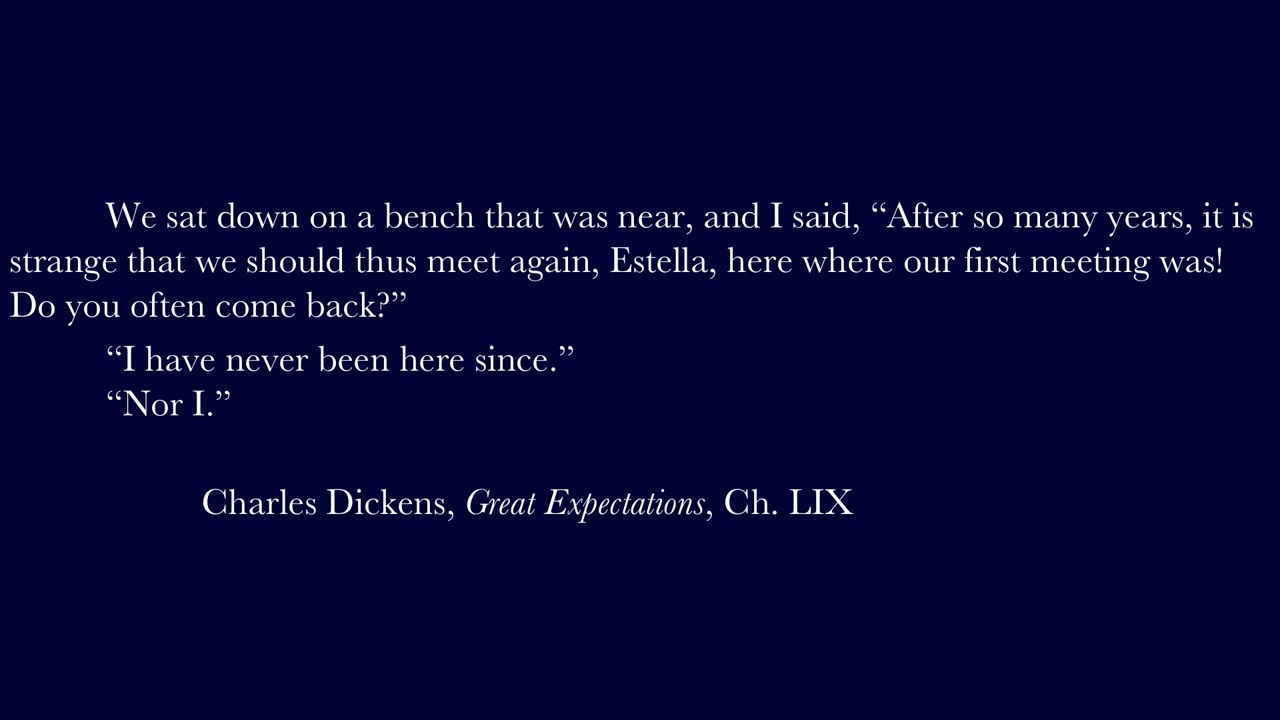 We sat down on a bench that was near, and I said, “After so many years, it is
strange that we should thus meet again, Estella, here where our first meeting was!
Do you often come back?”
“I have never been here since.”
“Nor I.”
Charles Dickens, Great Expectations, Ch. LIX